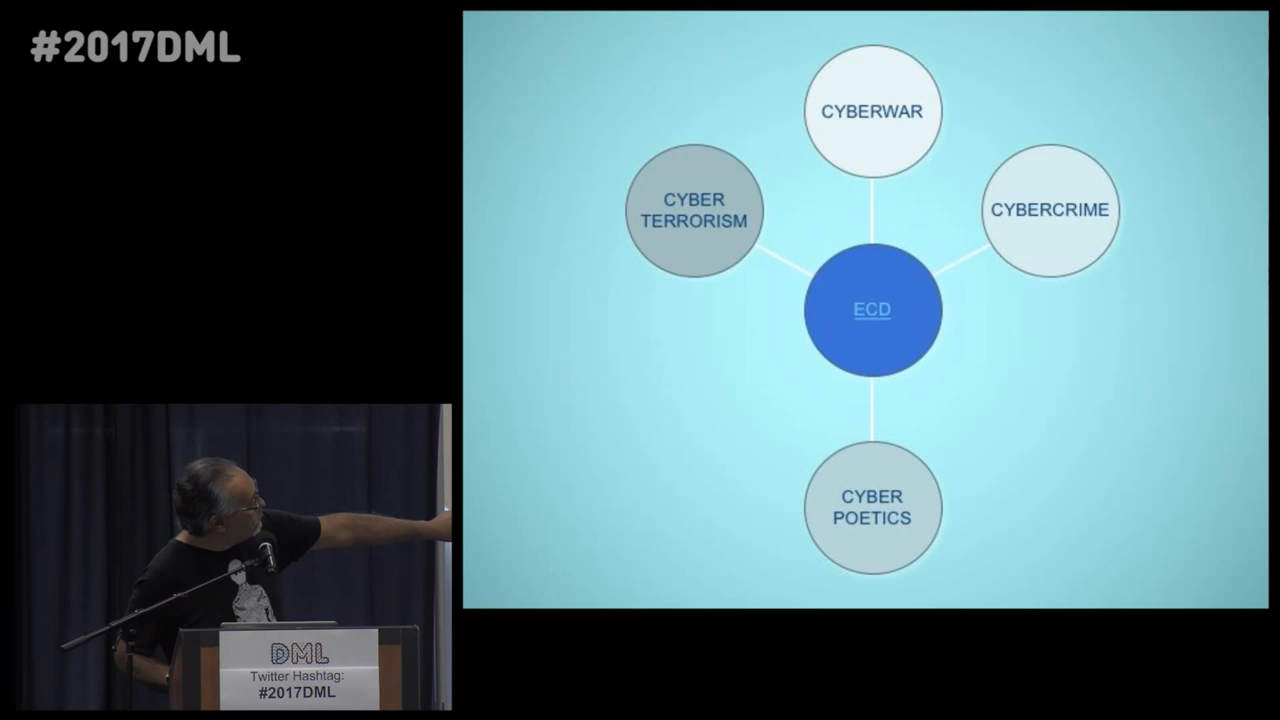 #2017DML
CYBERWAR
CYBER
TERRORISM
CYBERCRIME
ECD
CYBER
POETICS
DML
Twitter Hashtag:
#2017DML